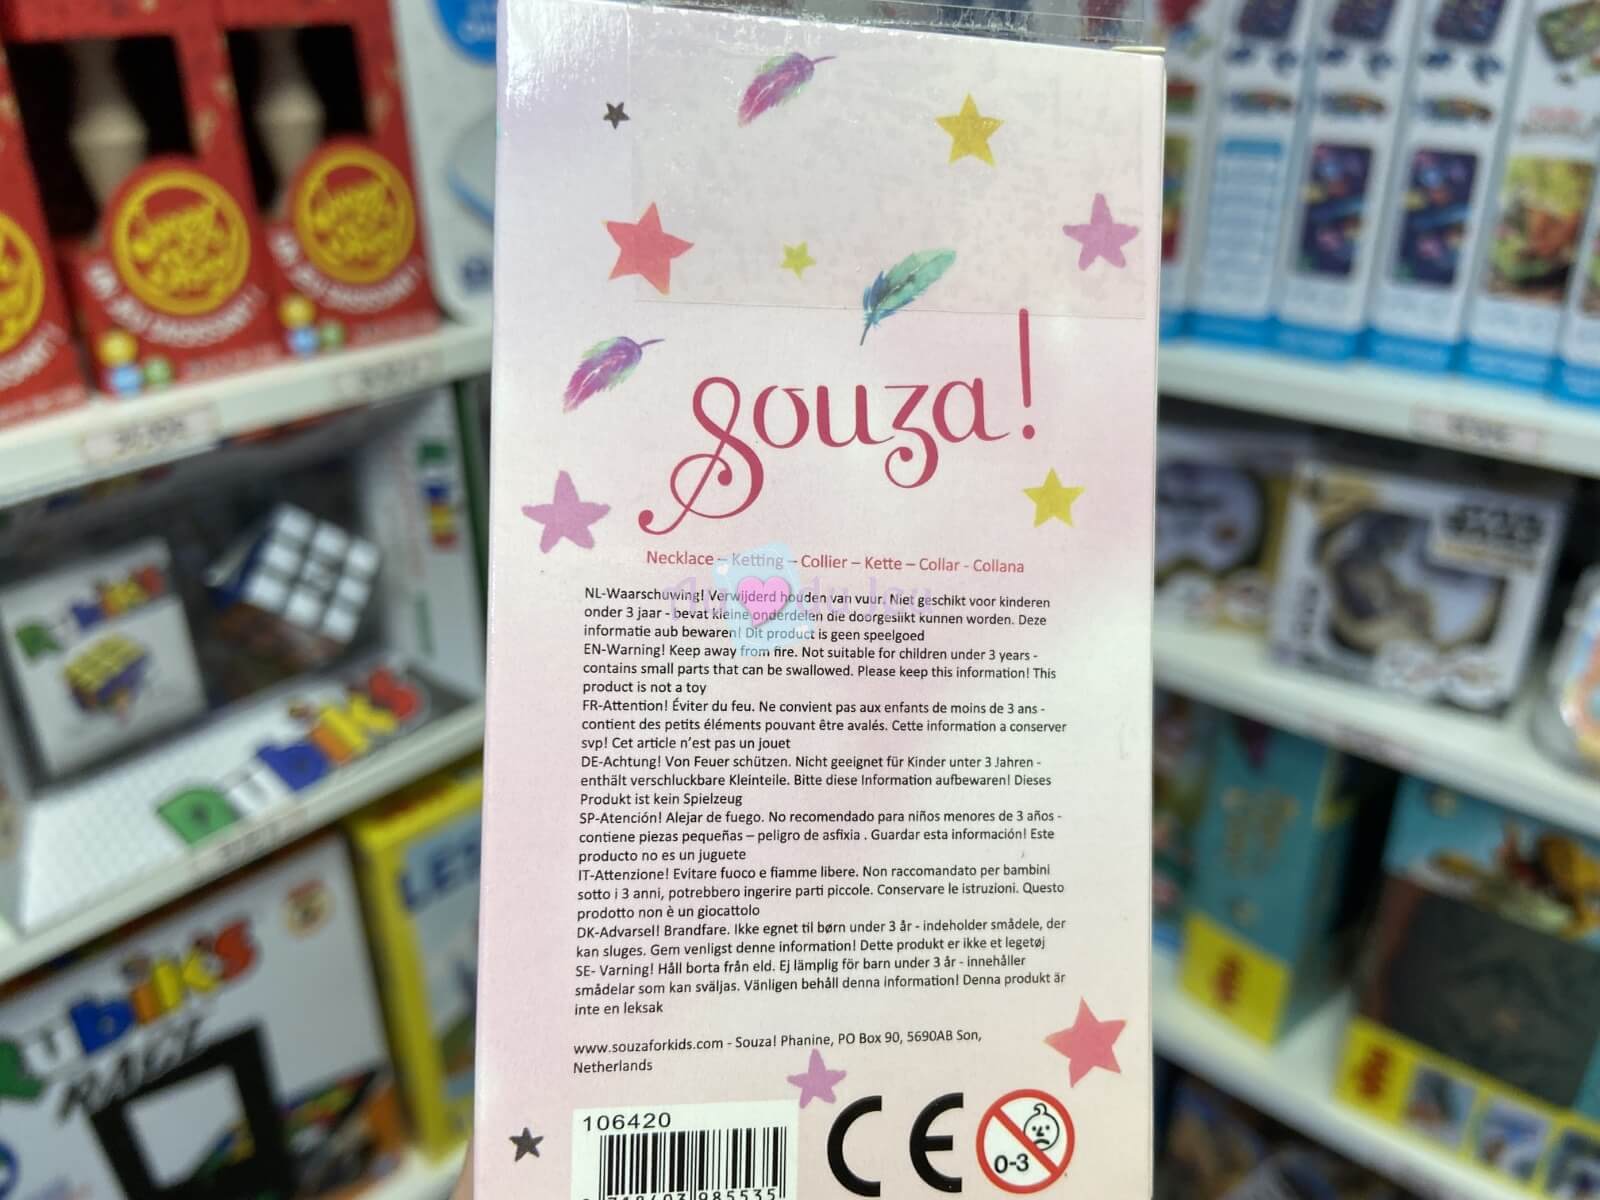 Souza!
Necklace – Ketting – Collier – Kette – Collar - Collana
NL-Waarschuwing! Verwijderd houden van vuur. Niet geschikt voor kinderen
onder 3 jaar - bevat kleine onderdelen die doorgeslikt kunnen worden. Deze
informatie aub bewaren! Dit product is geen speelgoed
EN-Warning! Keep away from fire. Not suitable for children under 3 years -
contains small parts that can be swallowed. Please keep this information! This
product is not a toy
FR-Attention! Éviter du feu. Ne convient pas aux enfants de moins de 3 ans -
contient des petits éléments pouvant être avalés. Cette information a conserver
svp! Cet article n'est pas un jouet
DE-Achtung! Von Feuer schützen. Nicht geeignet für Kinder unter 3 Jahren -
enthält verschluckbare Kleinteile. Bitte diese Information aufbewaren! Dieses
Produkt ist kein Spielzeug
SP-Atención! Alejar de fuego. No recomendado para niños menores de 3 años -
contiene piezas pequeñas – peligro de asfixia . Guardar esta información! Este
producto no es un juguete
IT-Attenzione! Evitare fuoco e fiamme libere. Non raccomandato per bambini
sotto i 3 anni, potrebbero ingerire parti piccole. Conservare le istruzioni. Questo
prodotto non è un giocattolo
DK-Advarsel! Brandfare. Ikke egnet til børn under 3 år - indeholder smådele, der
kan sluges. Gem venligst denne information! Dette produkt er ikke et legetøj
SE- Varning! Håll borta från eld. Ej lämplig för barn under 3 år - innehåller
smådelar som kan sväljas. Vänligen behåll denna information! Denna produkt är
inte en leksak
www.souzaforkids.com - Souza! Phanine, PO Box 90, 5690AB Son,
Netherlands
106420
CE
0-3
8 718403 985535
Rubik's
Rubik's
Rubik's
RACE
STAR